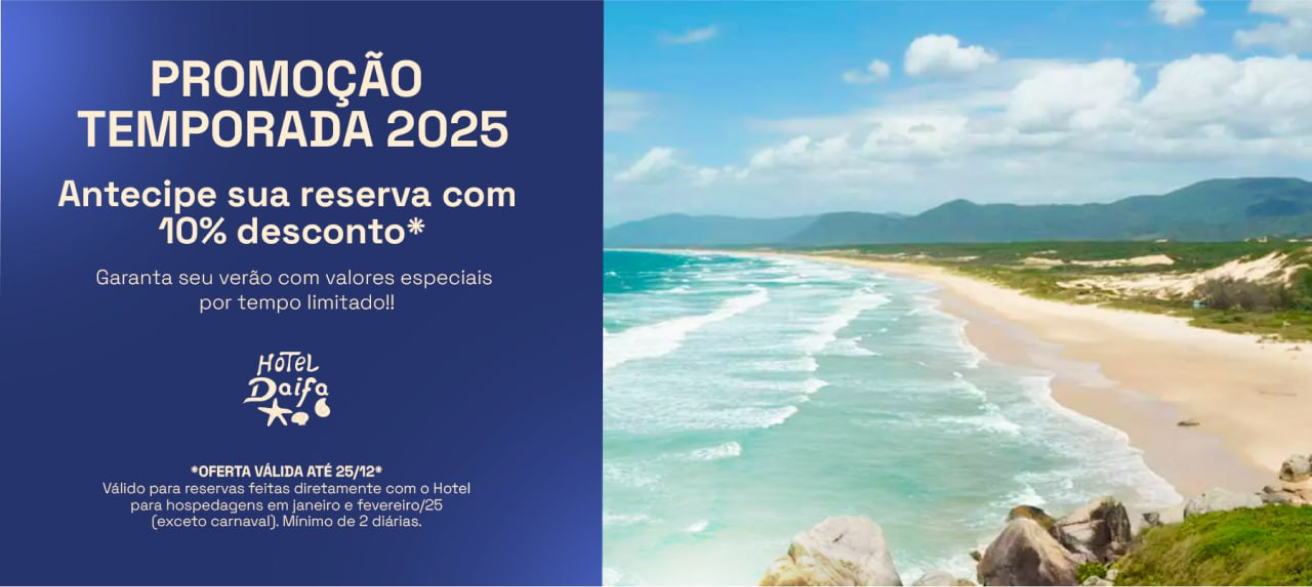 PROMOÇÃO
TEMPORADA 2025
Antecipe sua reserva com
10% desconto*
Garanta seu verão com valores especiais
por tempo limitado!!
HOTEL
Daifa
*OFERTA VÁLIDA ATÉ 25/12*
Válido para reservas feitas diretamente com o Hotel
para hospedagens em janeiro e fevereiro/25
(exceto carnaval). Mínimo de 2 diárias.